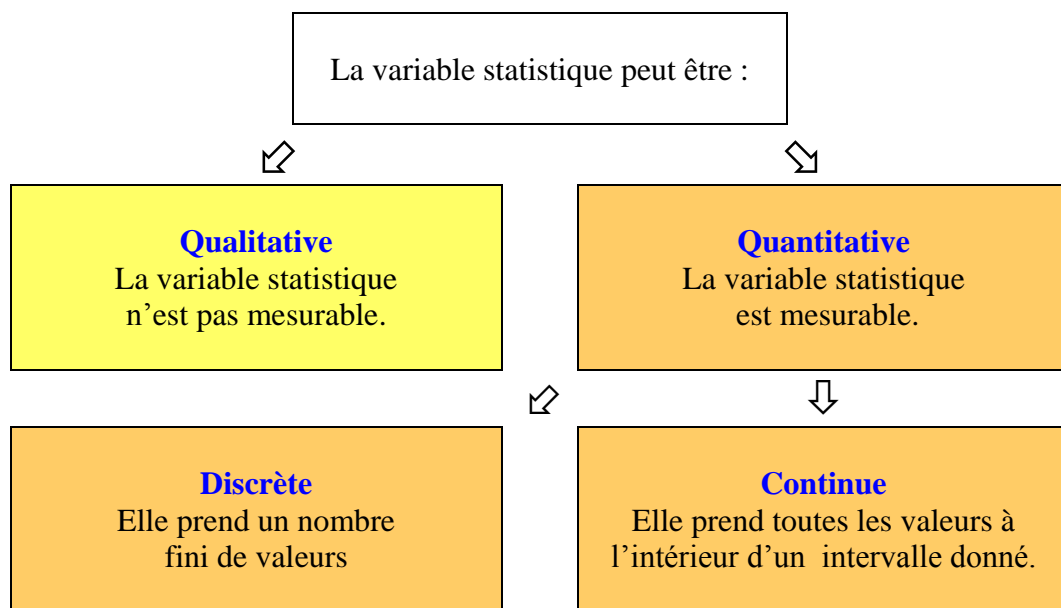 La variable statistique peut être :
Qualitative
La variable statistique
n’est pas mesurable.
Quantitative
La variable statistique
est mesurable.
Discrète
Elle prend un nombre
fini de valeurs
Continue
Elle prend toutes les valeurs à
l’intérieur d’un intervalle donné.